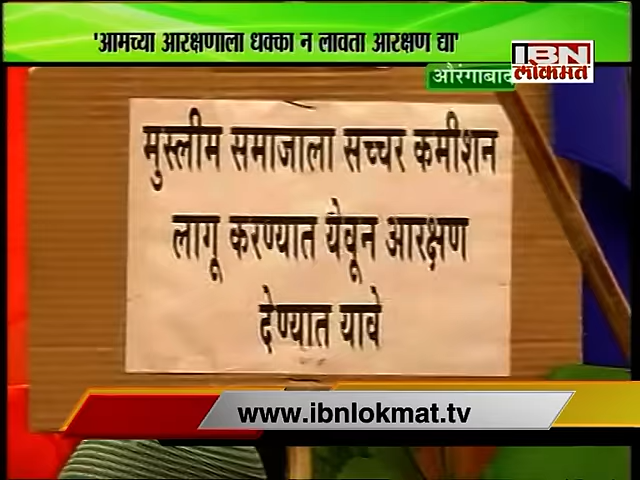 'आमच्या आरक्षणाला धक्का न लावता आरक्षण द्या'
IBN
लोकमत
औरंगाबाद
मुस्लीम समाजाला सच्चर कमीशन
लागू करण्यात येवून आरक्षण
देण्यात यावे
www.ibnlokmat.tv